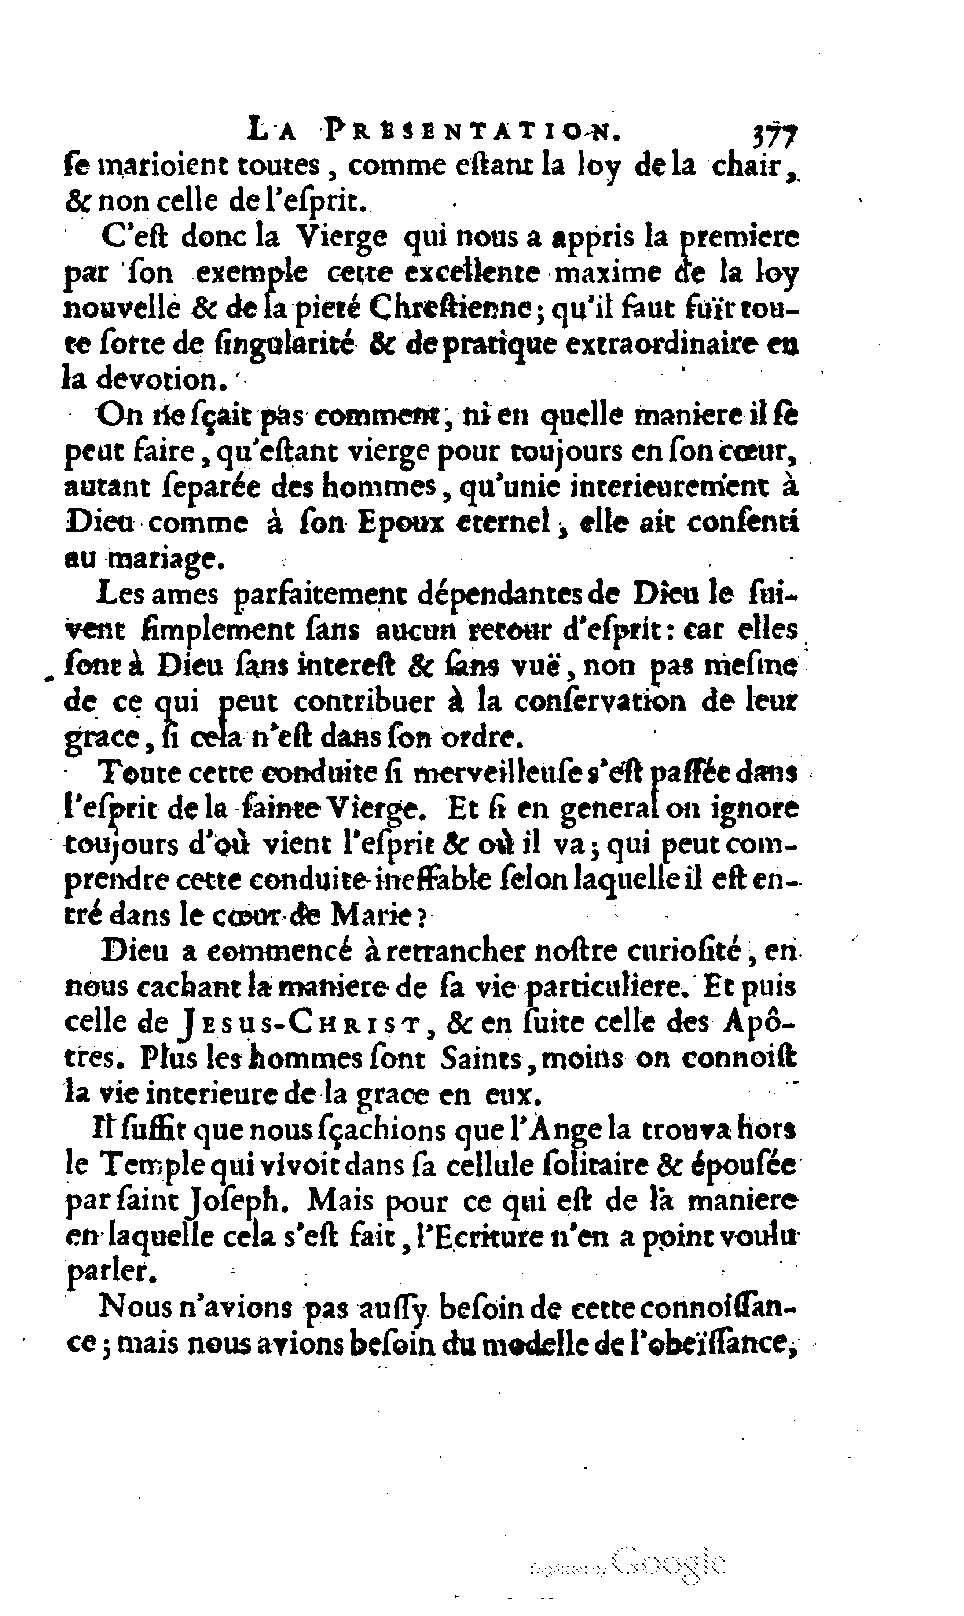 LA PRESENTATION. 377
ſe marioient toutes, comme eſtant la loy de la chair,
& non celle de l'eſprit.
C'eſt donc la Vierge qui nous a appris la premiere
par ſon exemple cette excellente maxime de la loy
nouvelle & de la pieté Chreſtienne; qu'il faut fuïr tou-
te ſorte de ſingularité & de pratique extraordinaire en
la devotion.
On ne ſçait pas comment, ni en quelle maniere il ſe
peut faire, qu'eſtant vierge pour toujours en ſon cœur,
autant ſeparée des hommes, qu'unie interieurement à
Dieu comme à ſon Epoux eternel, elle ait conſenti
au mariage.
Les ames parfaitement dépendantes de Dieu le ſui-
vent ſimplement ſans aucun retour d'eſprit: car elles
ſont à Dieu ſans intereſt & ſans vuë, non pas meſme
de ce qui peut contribuer à la conſervation de leur
grace, ſi cela n'eſt dans ſon ordre.
Toute cette conduite ſi merveilleuſe s'eſt paſſée dans
l'eſprit de la ſainte Vierge. Et ſi en general on ignore
toujours d'où vient l'eſprit & où il va; qui peut com-
prendre cette conduite ineffable ſelon laquelle il eſt en-
tré dans le cœur de Marie?
Dieu a commencé à retrancher noſtre curioſité, en
nous cachant la maniere de ſa vie particuliere. Et puis
celle de JESUS-CHRIST, & en ſuite celle des Apô-
tres. Plus les hommes ſont Saints, moins on connoiſt
la vie interieure de la grace en eux.
Il ſuffit que nous ſçachions que l'Ange la trouva hors
le Temple qui vivoit dans ſa cellule ſolitaire & épouſée
par ſaint Joſeph. Mais pour ce qui eſt de la maniere
en laquelle cela s'eſt fait, l'Ecriture n'en a point voulu
parler.
Nous n'avions pas auſſy beſoin de cette connoiſſan-
ce; mais nous avions beſoin du modelle de l'obeïſſance,
Digitized by Google